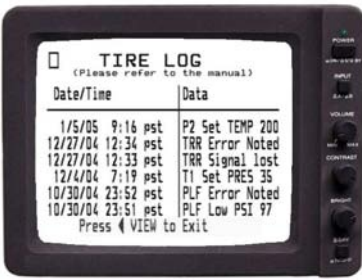 TIRE LOG
(Please refer to the manual)
Date/Time Data
1/5/05 9:16 pst P2 Set TEMP 200
12/27/04 12:34 pst TRR Error Noted
12/27/04 12:33 pst TRR Signal lost
12/4/04 7:19 pst T1 Set PRES 35
10/30/04 23:52 pst PLF Error Noted
10/30/04 23:51 pst PLF Low PSI 97
Press VIEW to Exit
POWER
INPUT
ENTER
VOLUME
CONTRAST
BRIGHT